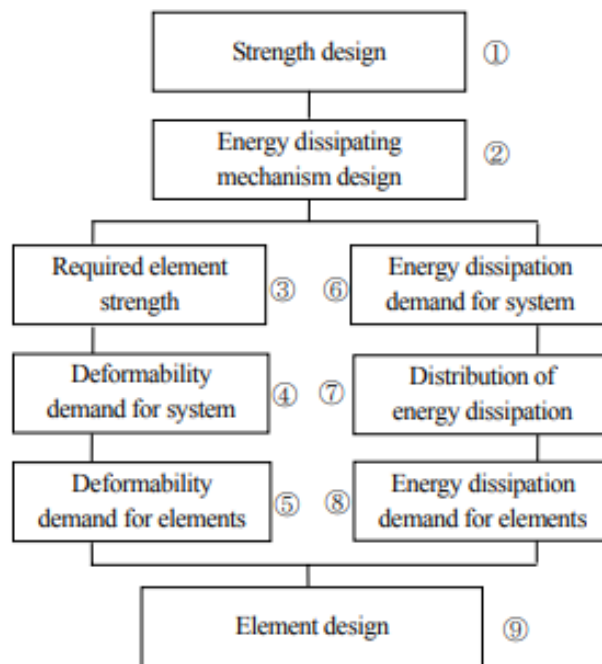 Strength design ①
Energy dissipating
mechanism design ②
Required element
strength ③
Deformability
demand for system ④
Deformability
demand for elements ⑤
⑥ Energy dissipation
demand for system
⑦ Distribution of
energy dissipation
⑧ Energy dissipation
demand for elements
Element design ⑨